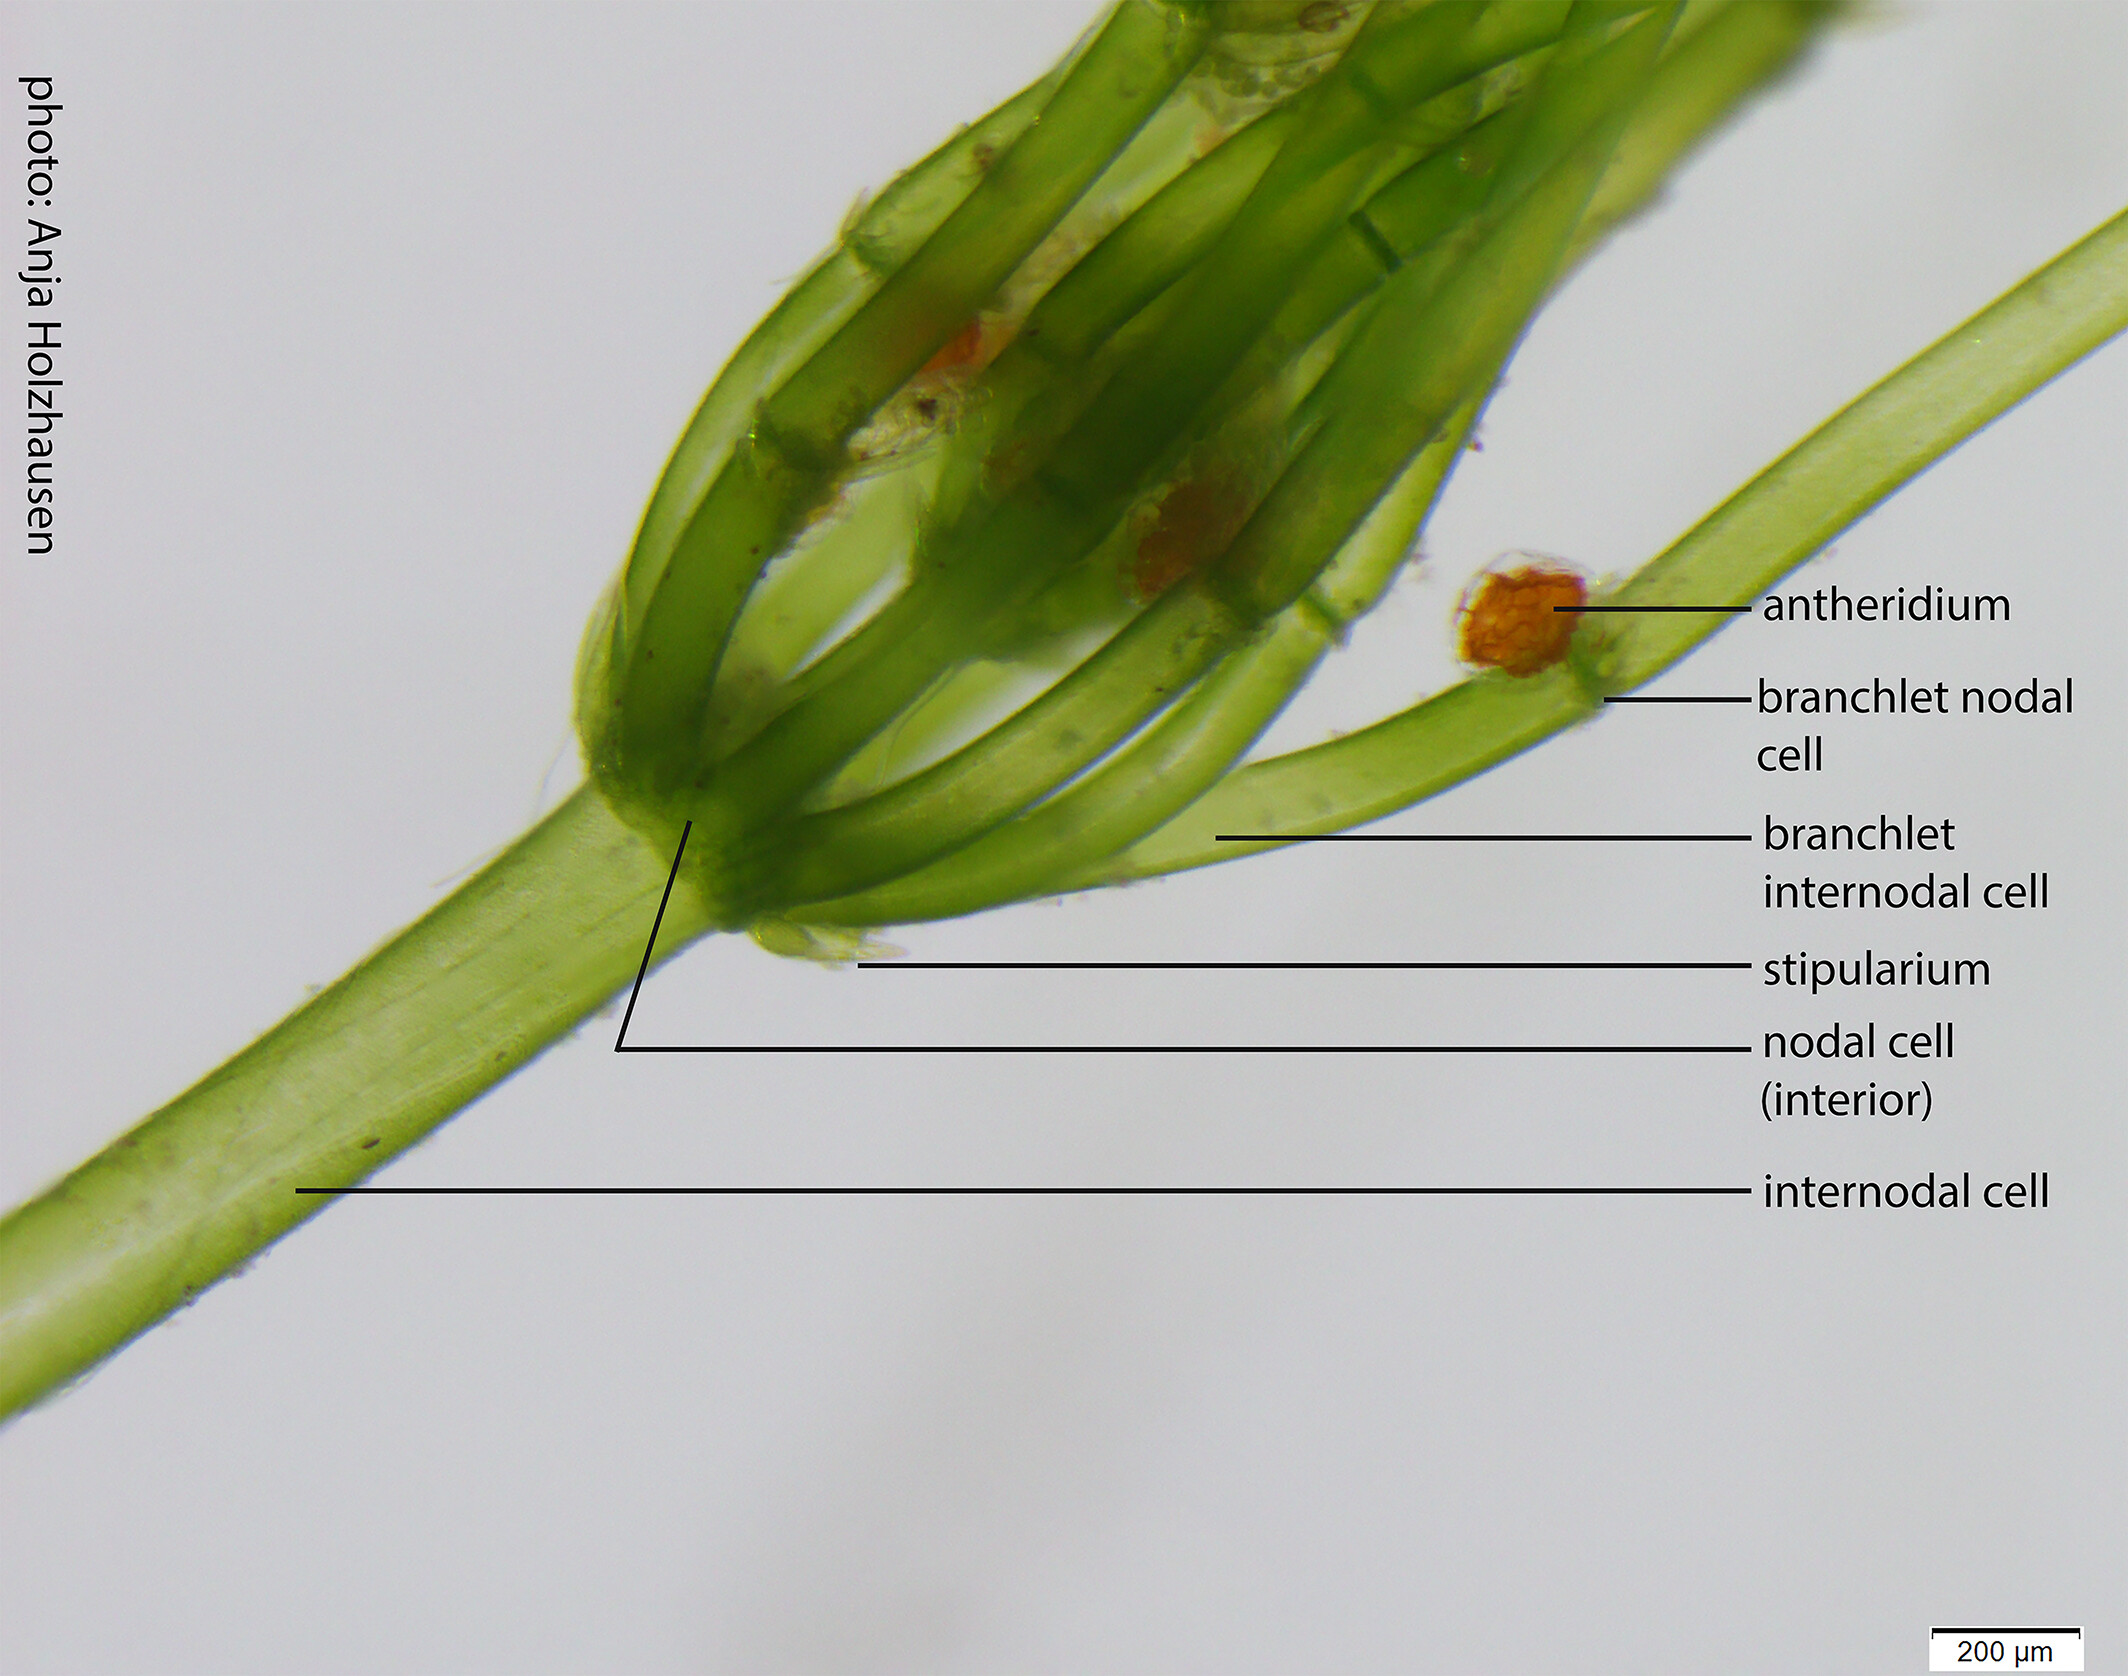 photo: Anja Holzhausen
antheridium
branchlet nodal
cell
branchlet
internodal cell
stipularium
nodal cell
(interior)
internodal cell
200 µm